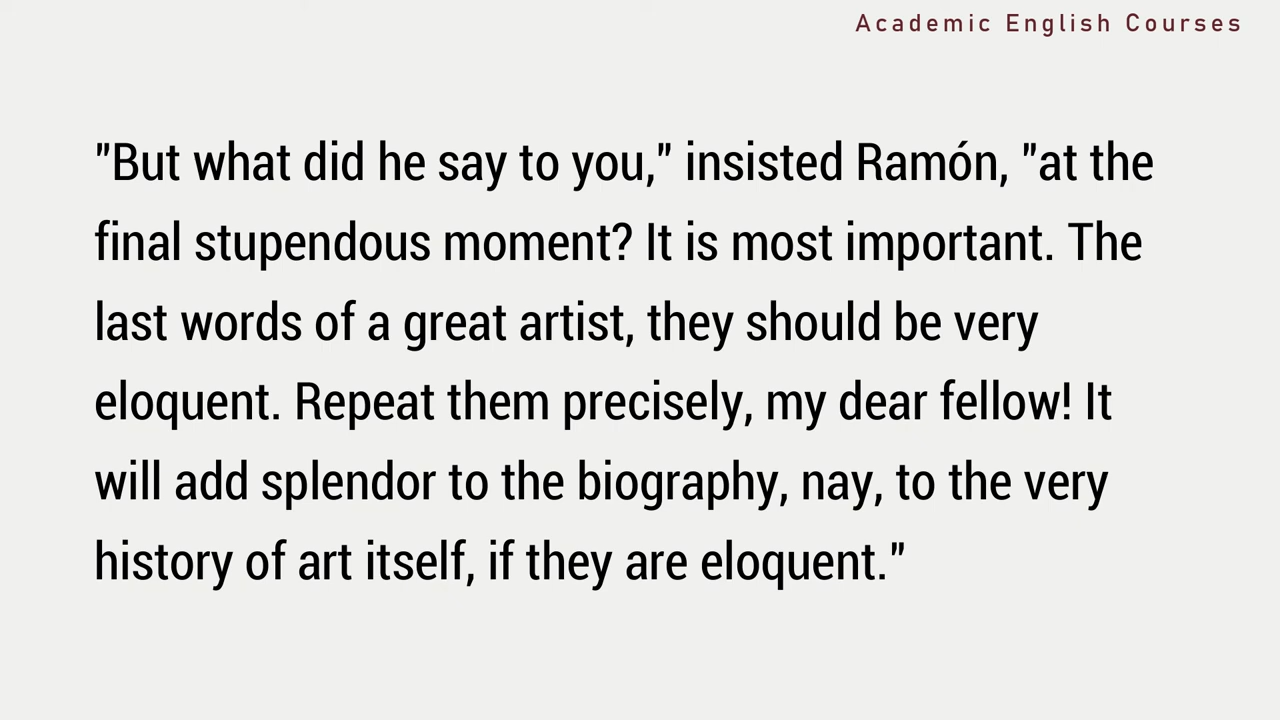 Academic English Courses
"But what did he say to you," insisted Ramón, "at the
final stupendous moment? It is most important. The
last words of a great artist, they should be very
eloquent. Repeat them precisely, my dear fellow! It
will add splendor to the biography, nay, to the very
history of art itself, if they are eloquent."